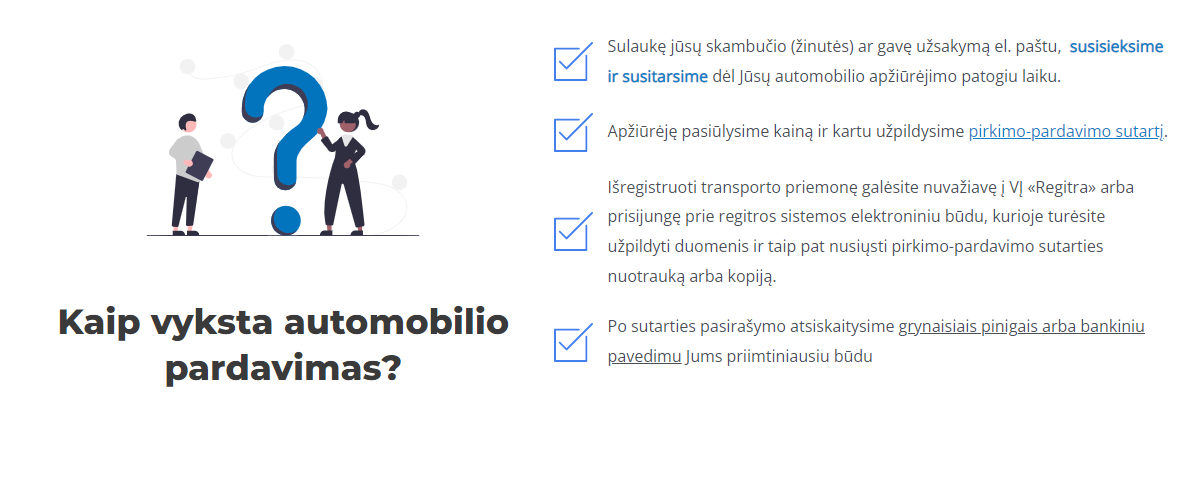 Kaip vyksta automobilio
pardavimas?
Sulaukę jūsų skambučio (žinutės) ar gavę užsakymą el. paštu, susisieksime
ir susitarsime dėl Jūsų automobilio apžiūrėjimo patogiu laiku.
Apžiūrėję pasiūlysime kainą ir kartu užpildysime pirkimo-pardavimo sutartį.
Išregistruoti transporto priemonę galėsite nuvažiavę į VĮ «Regitra» arba
prisijungę prie regitros sistemos elektroniniu būdu, kurioje turėsite
užpildyti duomenis ir taip pat nusiųsti pirkimo-pardavimo sutarties
nuotrauką arba kopiją.
Po sutarties pasirašymo atsiskaitysime grynaisiais pinigais arba bankiniu
pavedimu Jums priimtiniausiu būdu